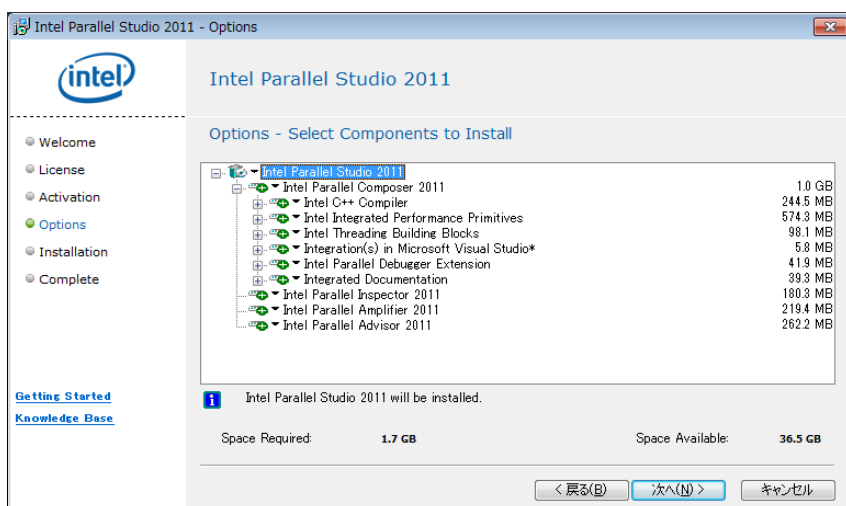 Intel Parallel Studio 2011 - Options
intel
Intel Parallel Studio 2011
Welcome
License
Activation
Options
Installation
Complete
Getting Started
Knowledge Base
Options - Select Components to Install
Intel Parallel Studio 2011
Intel Parallel Composer 2011 1.0 GB
Intel C++ Compiler 244.5 MB
Intel Integrated Performance Primitives 574.3 MB
Intel Threading Building Blocks 98.1 MB
Integration(s) in Microsoft Visual Studio* 5.8 MB
Intel Parallel Debugger Extension 41.9 MB
Integrated Documentation 39.3 MB
Intel Parallel Inspector 2011 180.3 MB
Intel Parallel Amplifier 2011 219.4 MB
Intel Parallel Advisor 2011 262.2 MB
Intel Parallel Studio 2011 will be installed.
Space Required: 1.7 GB Space Available: 36.5 GB
< 戻る(B) 次へ(N) > キャンセル